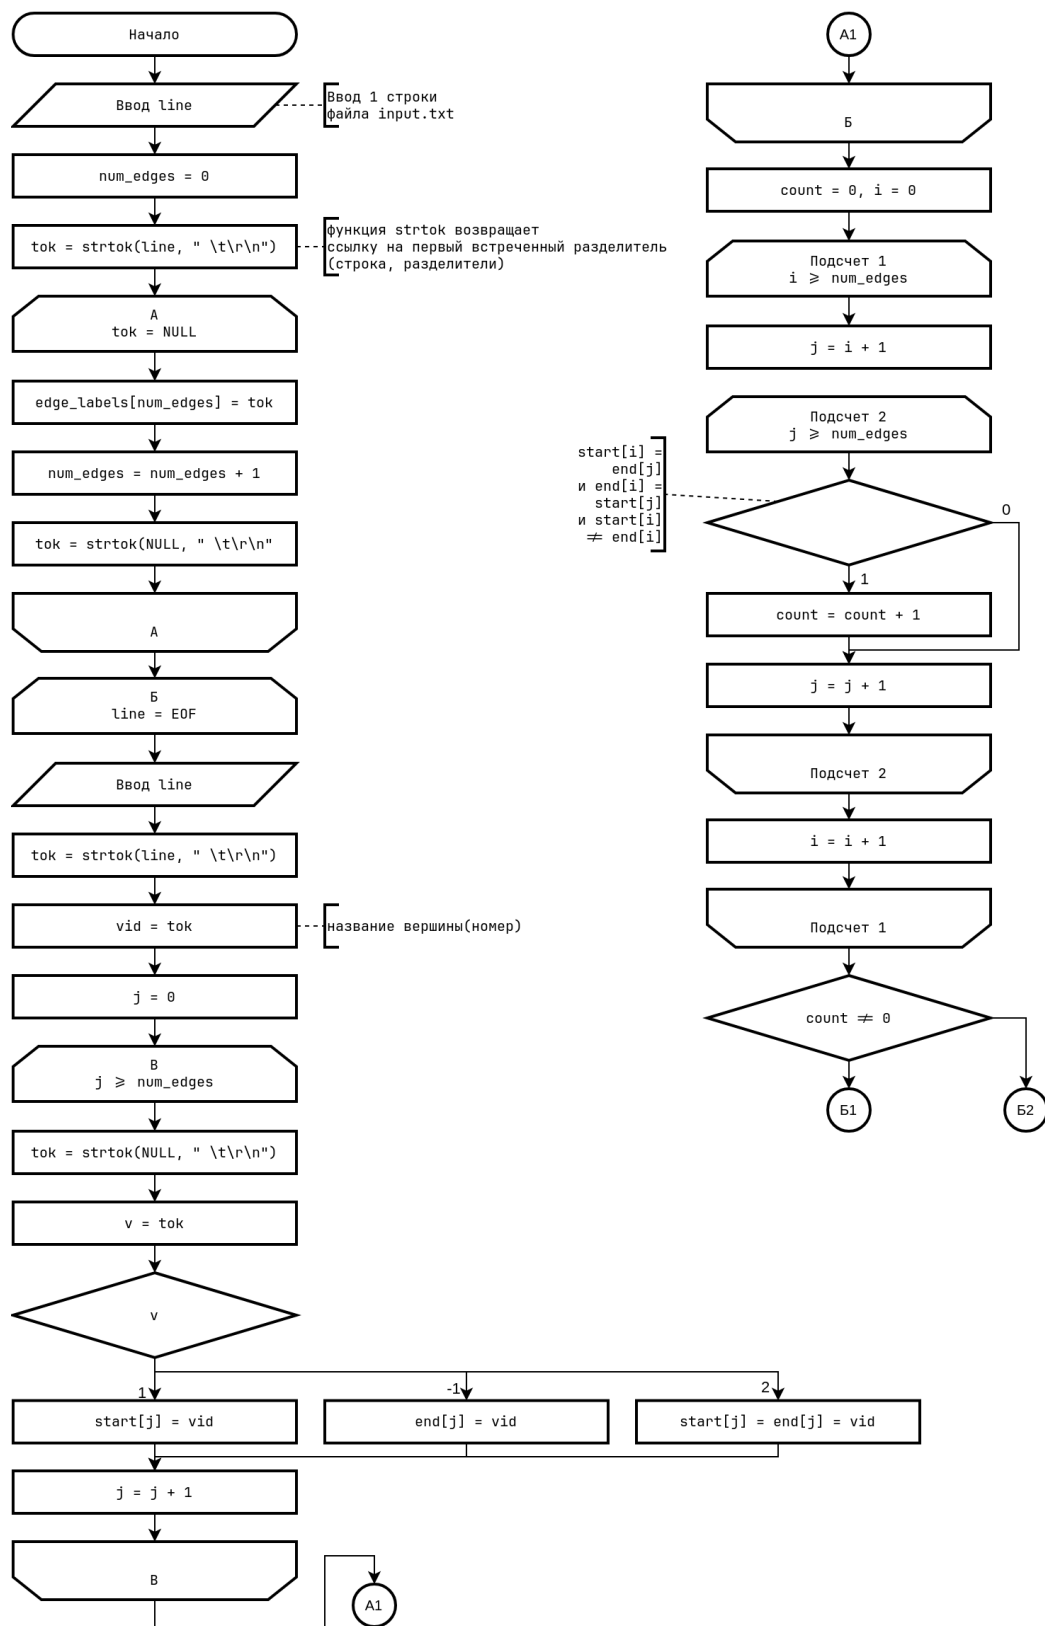 Начало
Ввод line
Ввод 1 строки
файла input.txt
num_edges = 0
tok = strtok(line, " \t\r\n")
функция strtok возвращает
ссылку на первый встреченный разделитель
(строка, разделители)
А
tok = NULL
edge_labels[num_edges] = tok
num_edges = num_edges + 1
tok = strtok(NULL, " \t\r\n"
А
Б
line = EOF
Ввод line
tok = strtok(line, " \t\r\n")
vid = tok
название вершины(номер)
j = 0
В
j ⩾ num_edges
tok = strtok(NULL, " \t\r\n")
v = tok
v
1
-1
2
start[j] = vid
end[j] = vid
start[j] = end[j] = vid
j = j + 1
В
А1
А1
Б
count = 0, i = 0
Подсчет 1
i ⩾ num_edges
j = i + 1
Подсчет 2
j ⩾ num_edges
start[i] =
end[j]
и end[i] =
start[j]
и start[i]
≠ end[i]
0
1
count = count + 1
j = j + 1
Подсчет 2
i = i + 1
Подсчет 1
count ≠ 0
Б1
Б2